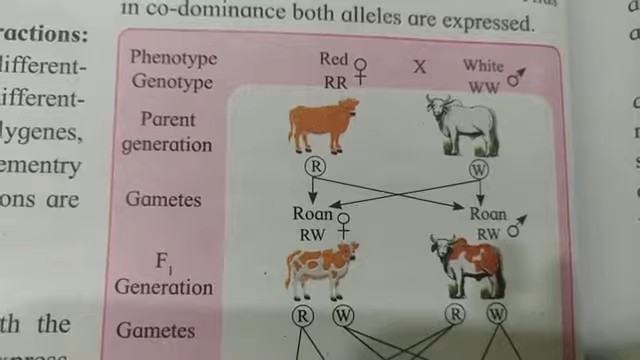 in co-dominance both alleles are expressed.
ractions:
different-
ifferent-
lygenes,
ementry
ons are
th the
Phenotype Red ♀ X White ♂
Genotype RR WW
Parent
generation
R W
Gametes
Roan ♀ Roan ♂
RW RW
F₁
Generation
Gametes R W R W